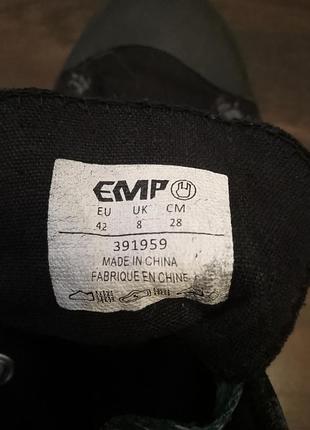 EMP
EU UK CM
42 8 28
391959
MADE IN CHINA
FABRIQUE EN CHINE